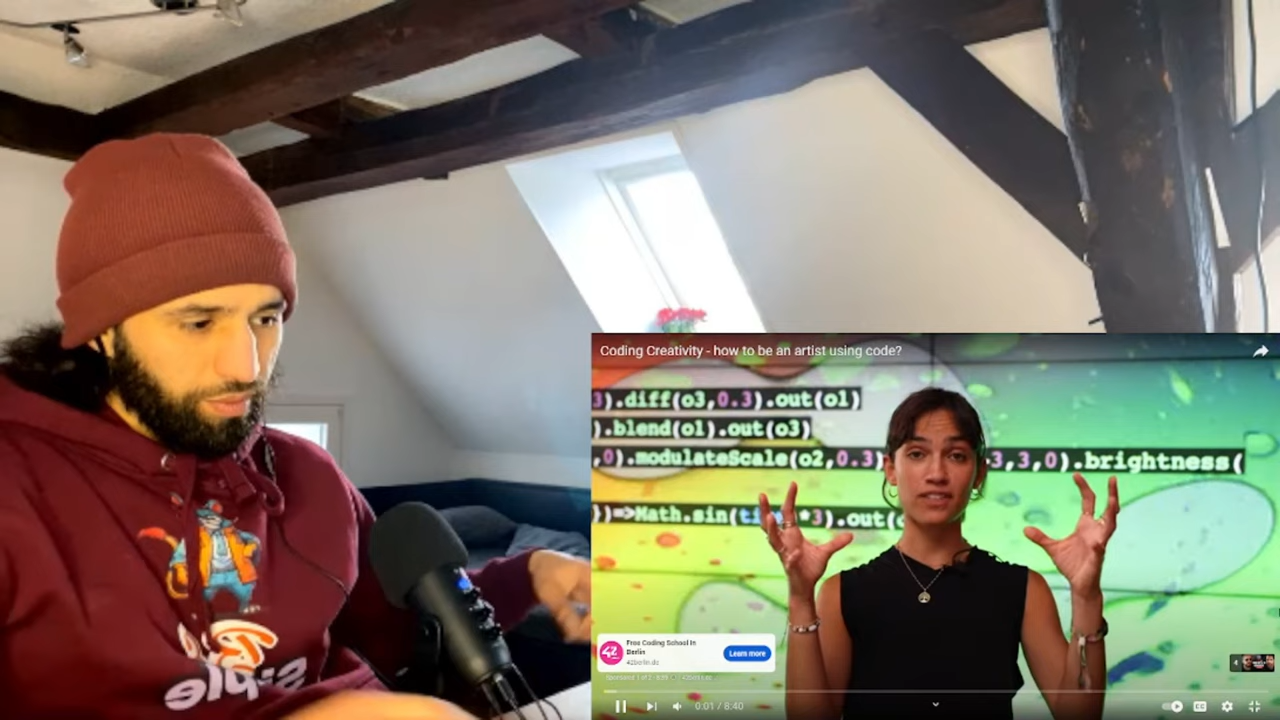 Coding Creativity - how to be an artist using code?
3).diff(o3,0.3).out(o1)
).blend(o1).out(o3)
,0).modulateScale(o2,0.3)
3,3,0).brightness(
})=>Math.sin(
*3).out(
Free Coding School In
Berlin
42berlin.de
Learn more
0:01 / 8:40
CC